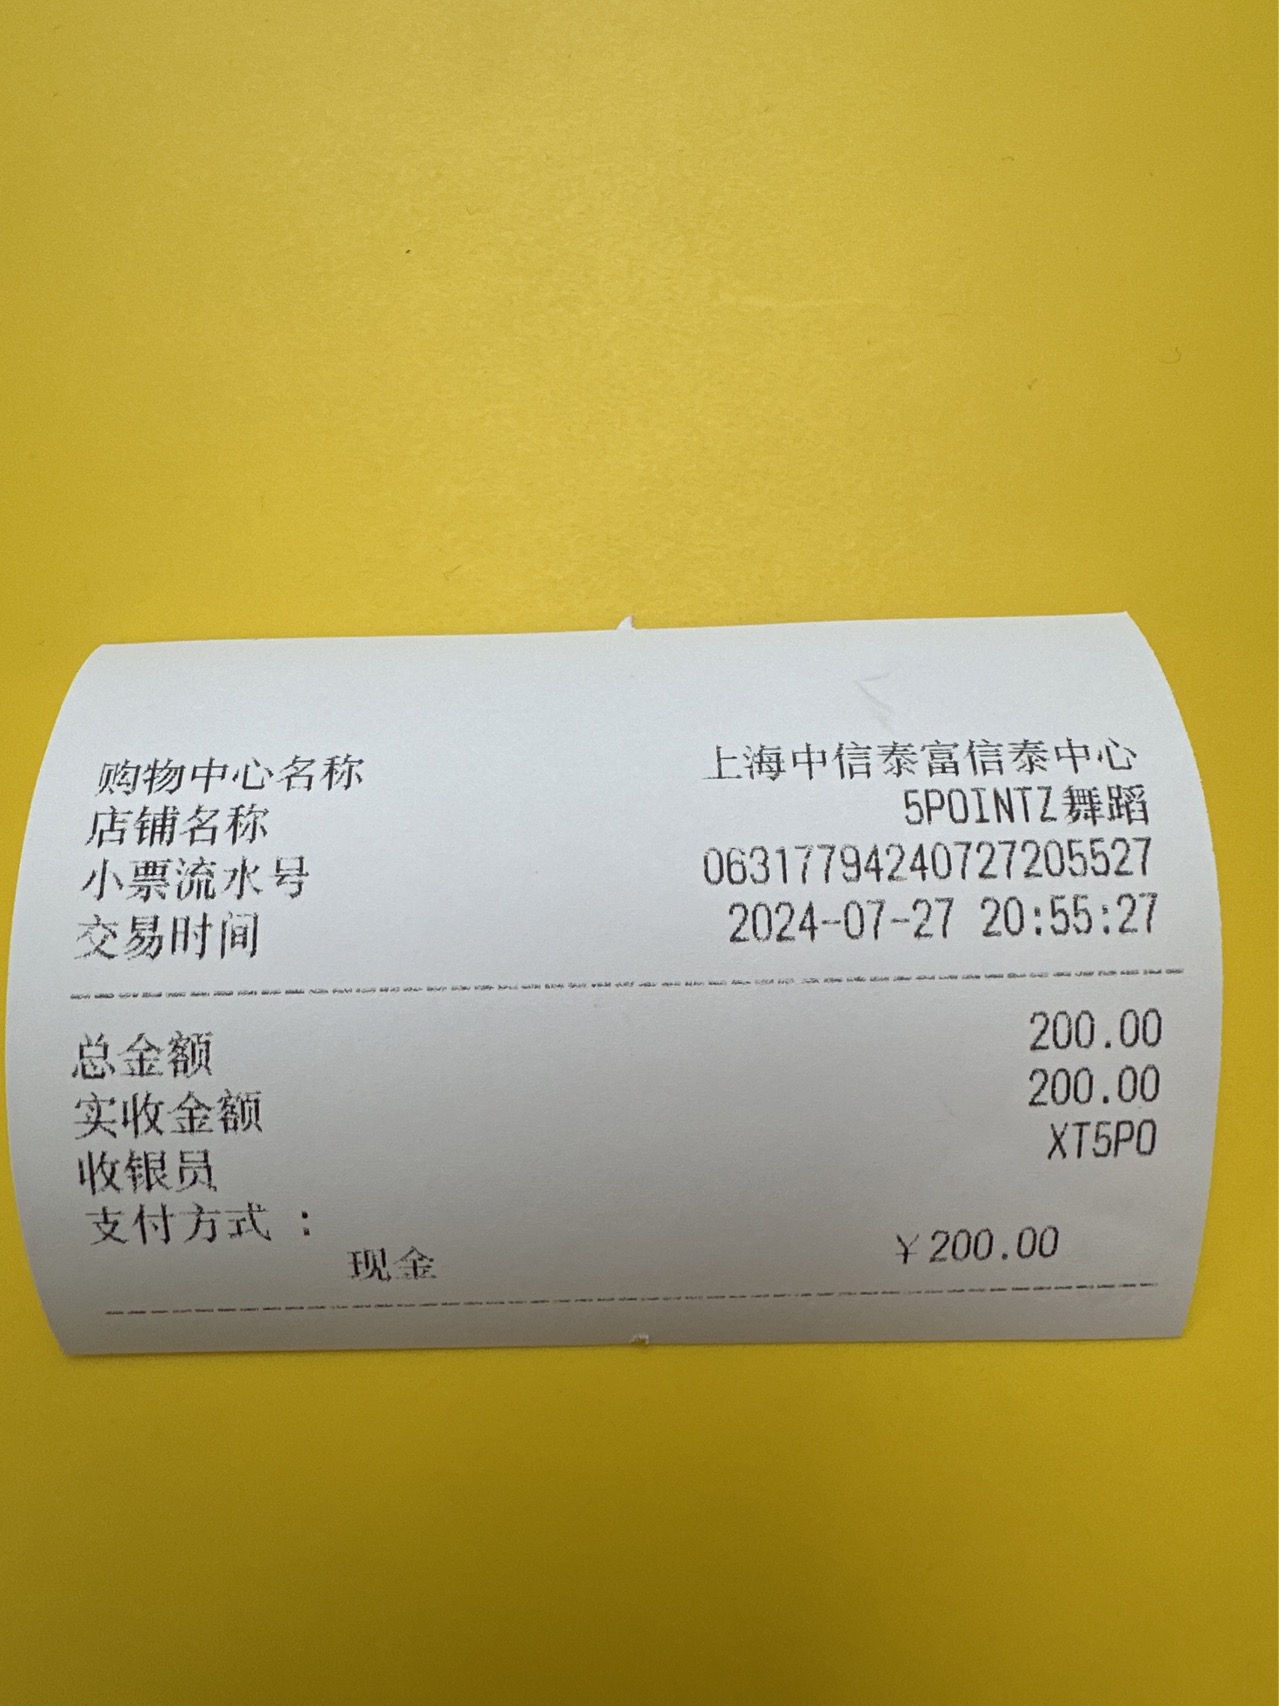 购物中心名称 上海中信泰富信泰中心
店铺名称 5POINTZ舞蹈
小票流水号 06317794240727205527
交易时间 2024-07-27 20:55:27
总金额 200.00
实收金额 200.00
收银员 XT5PO
支付方式 :
现金 ¥200.00